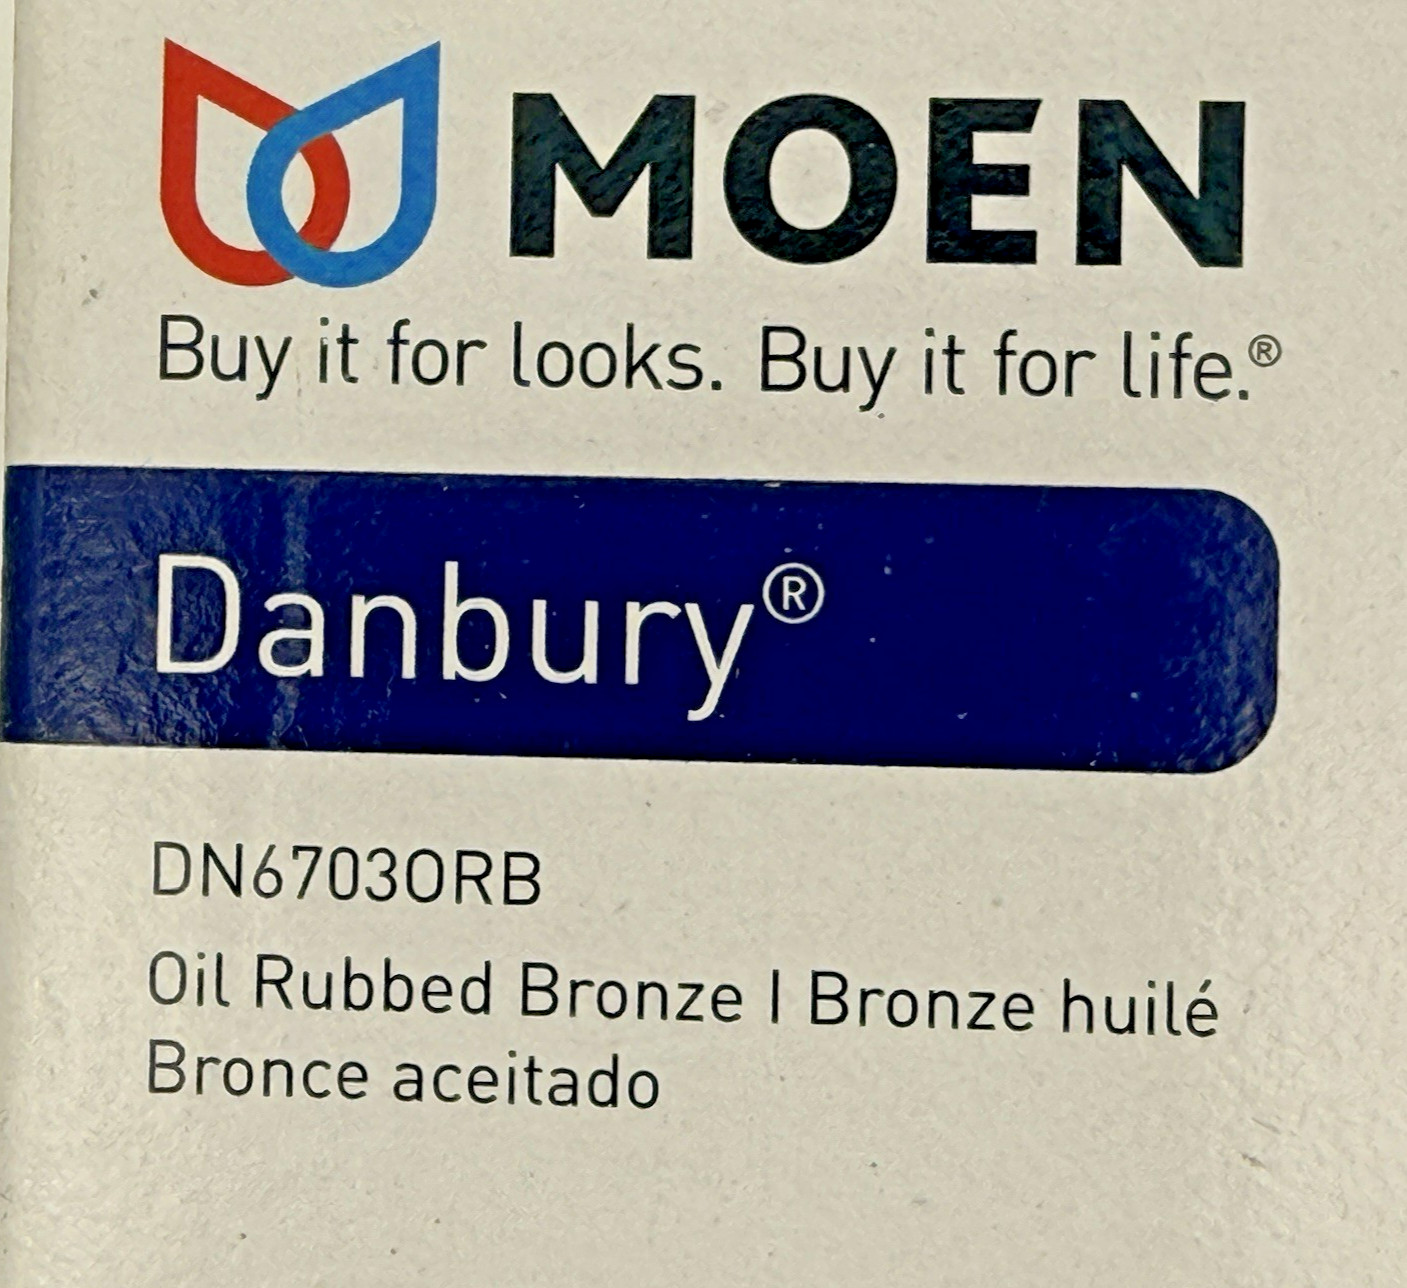 MOEN
Buy it for looks. Buy it for life.®
Danbury®
DN6703ORB
Oil Rubbed Bronze | Bronze huilé
Bronce aceitado